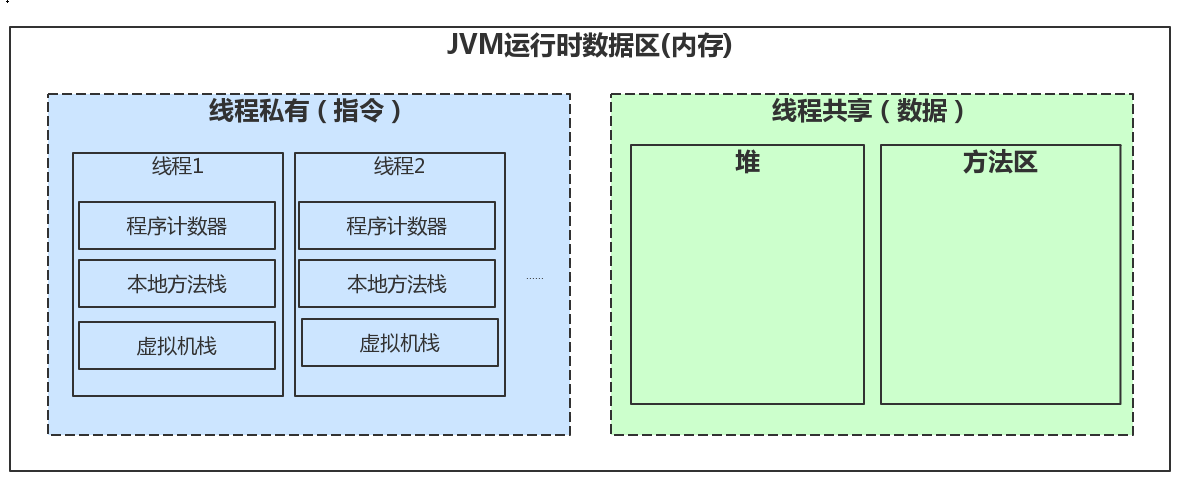 JVM运行时数据区(内存)
线程私有（指令）
线程1
程序计数器
本地方法栈
虚拟机栈
线程2
程序计数器
本地方法栈
虚拟机栈
......
线程共享（数据）
堆
方法区